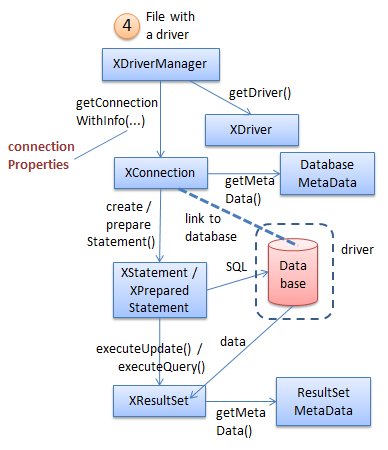 4
File with
a driver
XDriverManager
getDriver()
getConnection
WithInfo(...)
XDriver
connection
Properties
XConnection
getMeta
Data()
Database
MetaData
create /
prepare
Statement()
link to
database
driver
XStatement /
XPrepared
Statement
SQL
Data
base
executeUpdate() /
executeQuery()
data
XResultSet
getMeta
Data()
ResultSet
MetaData